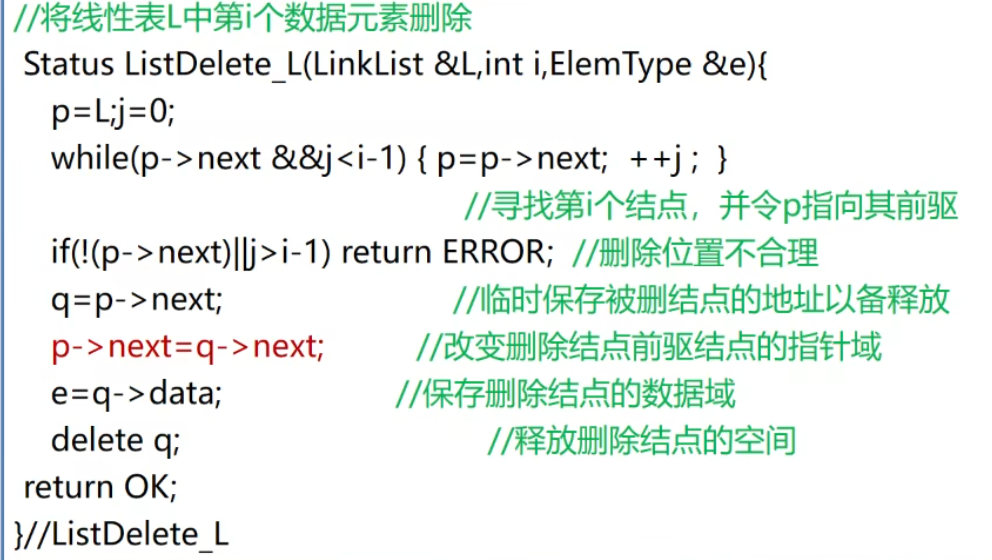 //将线性表L中第i个数据元素删除
Status ListDelete_L(LinkList &L,int i,ElemType &e){
p=L;j=0;
while(p->next &&j<i-1) { p=p->next; ++j ; }
//寻找第i个结点，并令p指向其前驱
if(!(p->next)||j>i-1) return ERROR; //删除位置不合理
q=p->next; //临时保存被删结点的地址以备释放
p->next=q->next; //改变删除结点前驱结点的指针域
e=q->data; //保存删除结点的数据域
delete q; //释放删除结点的空间
return OK;
}//ListDelete_L